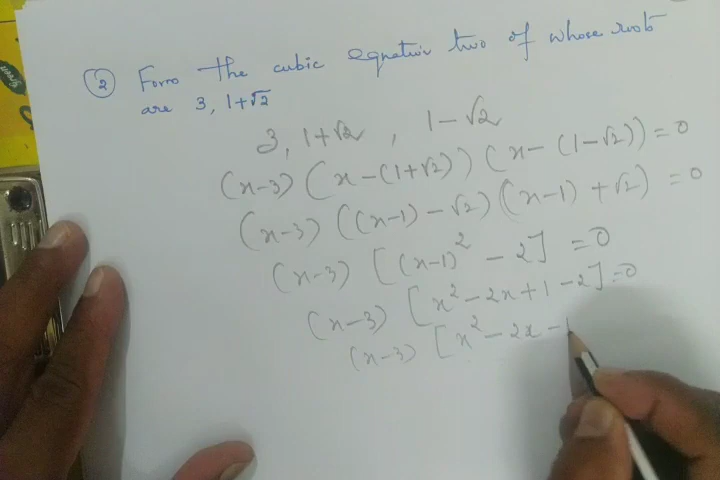 ② Form the cubic equation two of whose roots
are 3, 1+√2
3, 1+√2 , 1-√2
(x-3) (x-(1+√2)) (x-(1-√2)) = 0
(x-3) ((x-1) -√2) (x-1) +√2) = 0
(x-3) [(x-1)² - 2] = 0
(x-3) [x² - 2x + 1 - 2] = 0
(x-3) [x² - 2x - 1